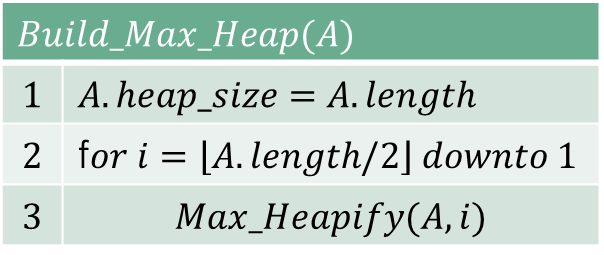 Build_Max_Heap(A)
1 A.heap_size = A.length
2 for i = ⌊A.length/2⌋ downto 1
3 Max_Heapify(A, i)